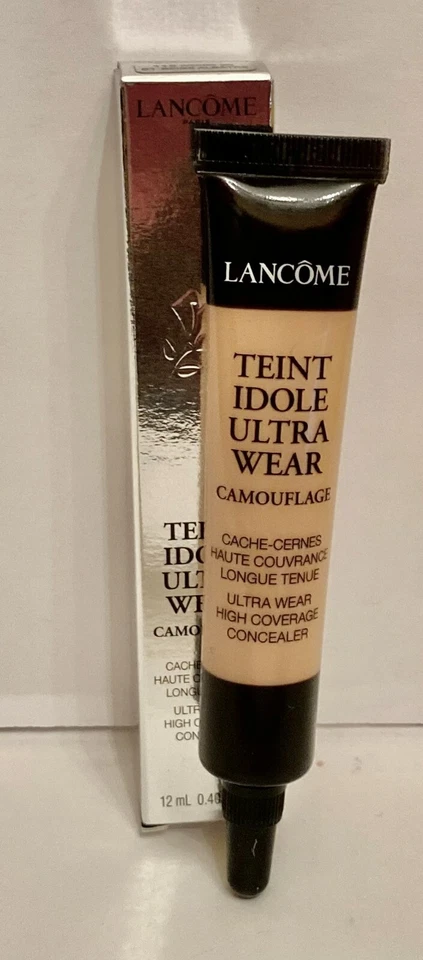 LANCÔME
PARIS
TEI
IDO
ULT
WE
CAMO
CACHE
HAUTE C
LONGU
ULTR
HIGH C
CON
12 mL 0.40
LANCÔME
TEINT
IDOLE
ULTRA
WEAR
CAMOUFLAGE
CACHE-CERNES
HAUTE COUVRANCE
LONGUE TENUE
ULTRA WEAR
HIGH COVERAGE
CONCEALER